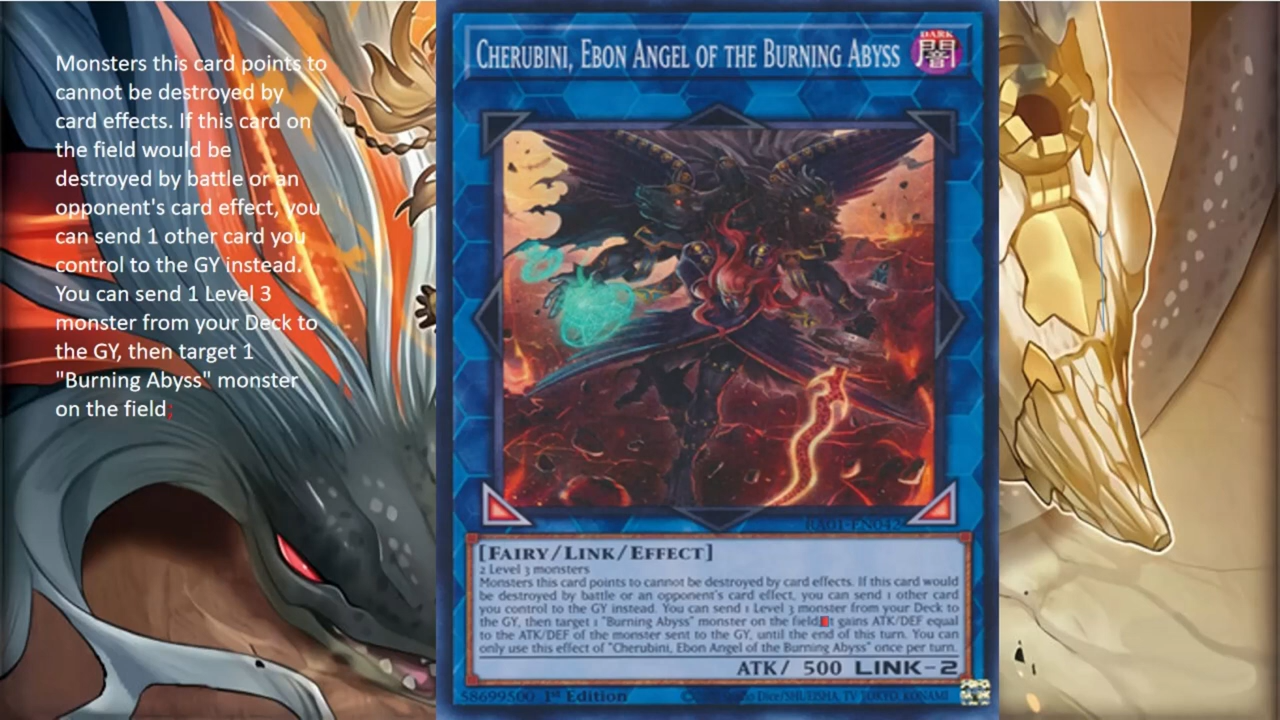 Monsters this card points to
cannot be destroyed by
card effects. If this card on
the field would be
destroyed by battle or an
opponent's card effect, you
can send 1 other card you
control to the GY instead.
You can send 1 Level 3
monster from your Deck to
the GY, then target 1
"Burning Abyss" monster
on the field;
CHERUBINI, EBON ANGEL OF THE BURNING ABYSS
DARK
闇
RA01-EN042
[FAIRY/LINK/EFFECT]
2 Level 3 monsters
Monsters this card points to cannot be destroyed by card effects. If this card would
be destroyed by battle or an opponent's card effect, you can send 1 other card
you control to the GY instead. You can send 1 Level 3 monster from your Deck to
the GY, then target 1 "Burning Abyss" monster on the field; t gains ATK/DEF equal
to the ATK/DEF of the monster sent to the GY, until the end of this turn. You can
only use this effect of "Cherubini, Ebon Angel of the Burning Abyss" once per turn.
ATK/ 500 LINK-2
58699500 1st Edition
Dice/SHUEISHA, TV TOKYO, KONAMI